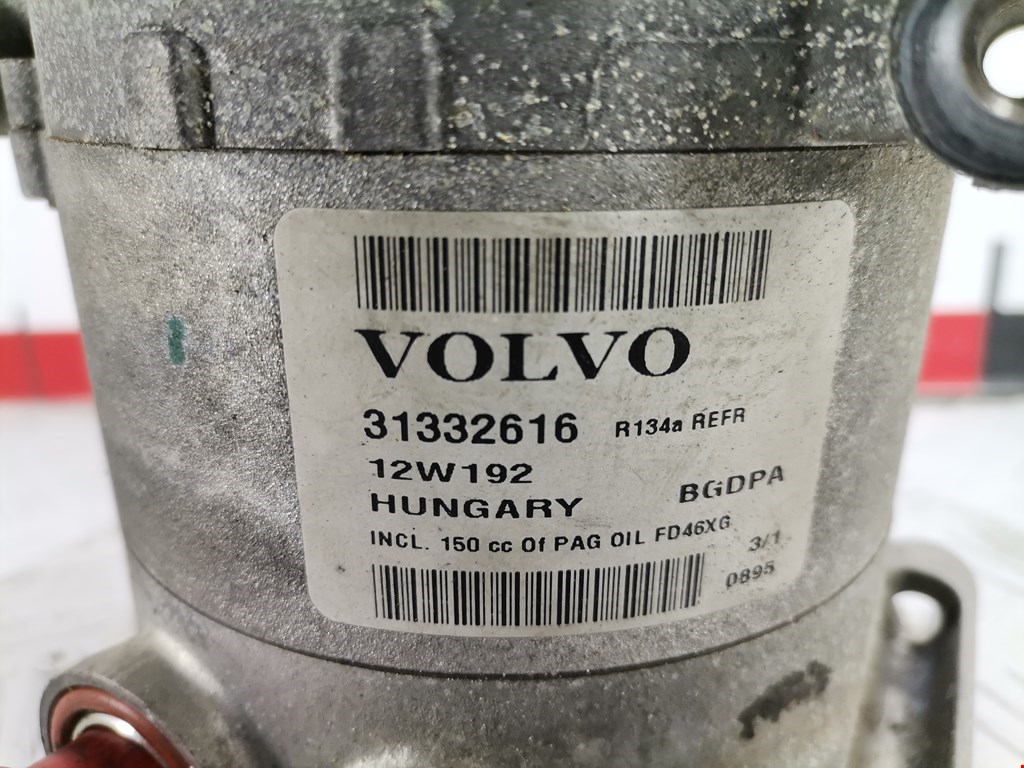 VOLVO
31332616 R134a REFR
12W192
HUNGARY BGDPA
INCL. 150 cc Of PAG OIL FD46XG
3/1
0895